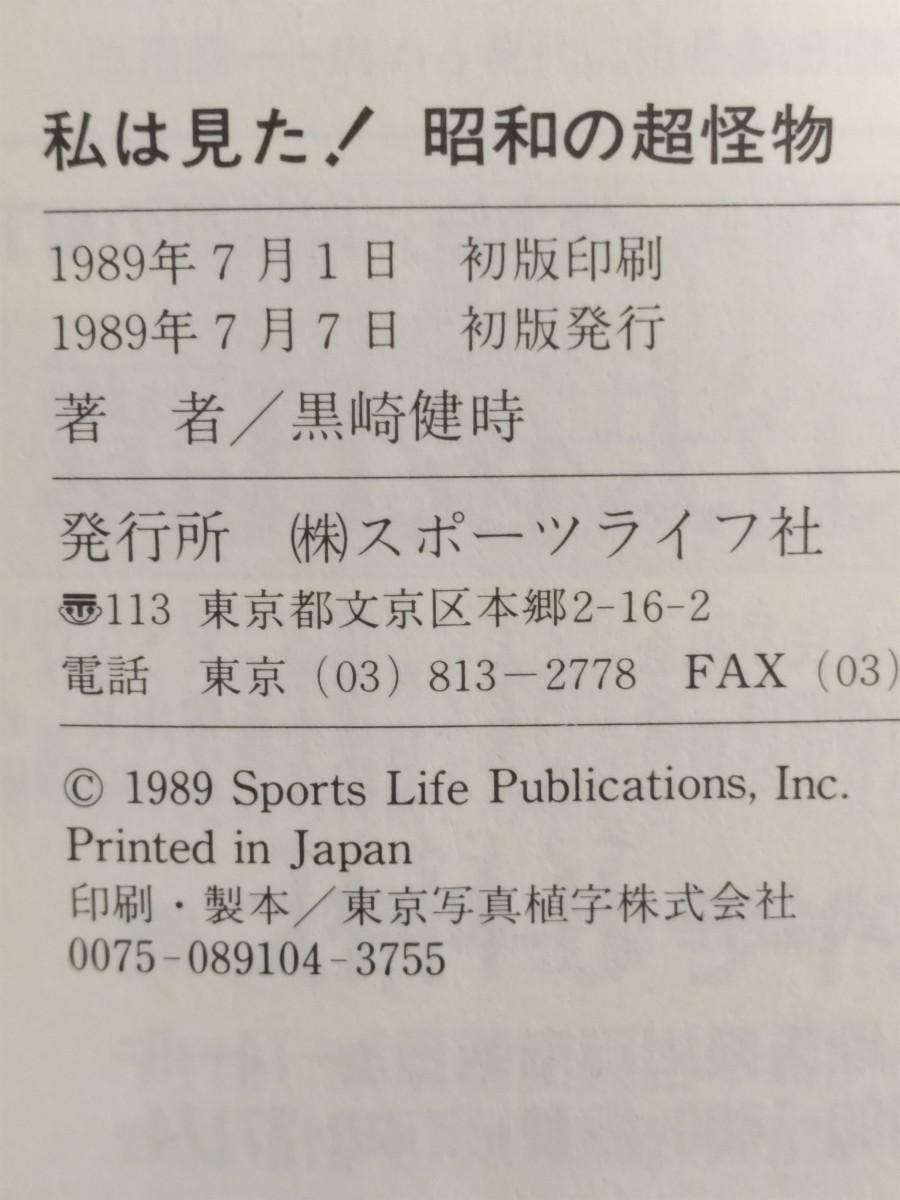 私は見た! 昭和の超怪物
1989年7月1日 初版印刷
1989年7月7日 初版発行
著 者／黒崎健時
発行所 ㈱スポーツライフ社
〠113 東京都文京区本郷2-16-2
電話 東京（03）813－2778 FAX（03）
© 1989 Sports Life Publications, Inc.
Printed in Japan
印刷・製本／東京写真植字株式会社
0075-089104-3755